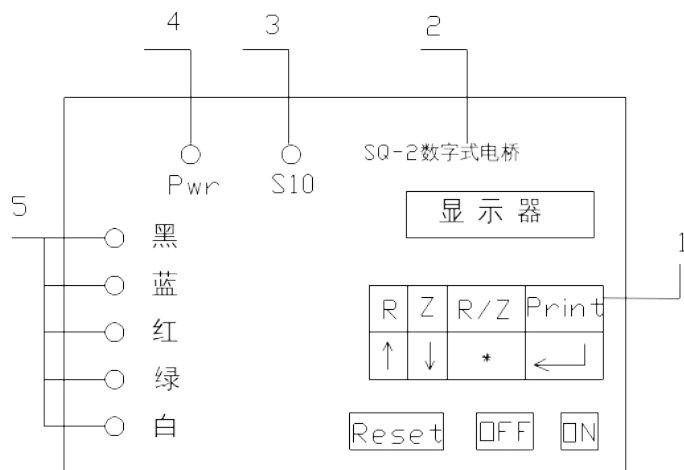 4 3 2
SQ-2数字式电桥
Pwr S10
显示器
5
黑
1
蓝
R Z R/Z Print
红
↑ ↓ * ←
绿
白
Reset OFF ON